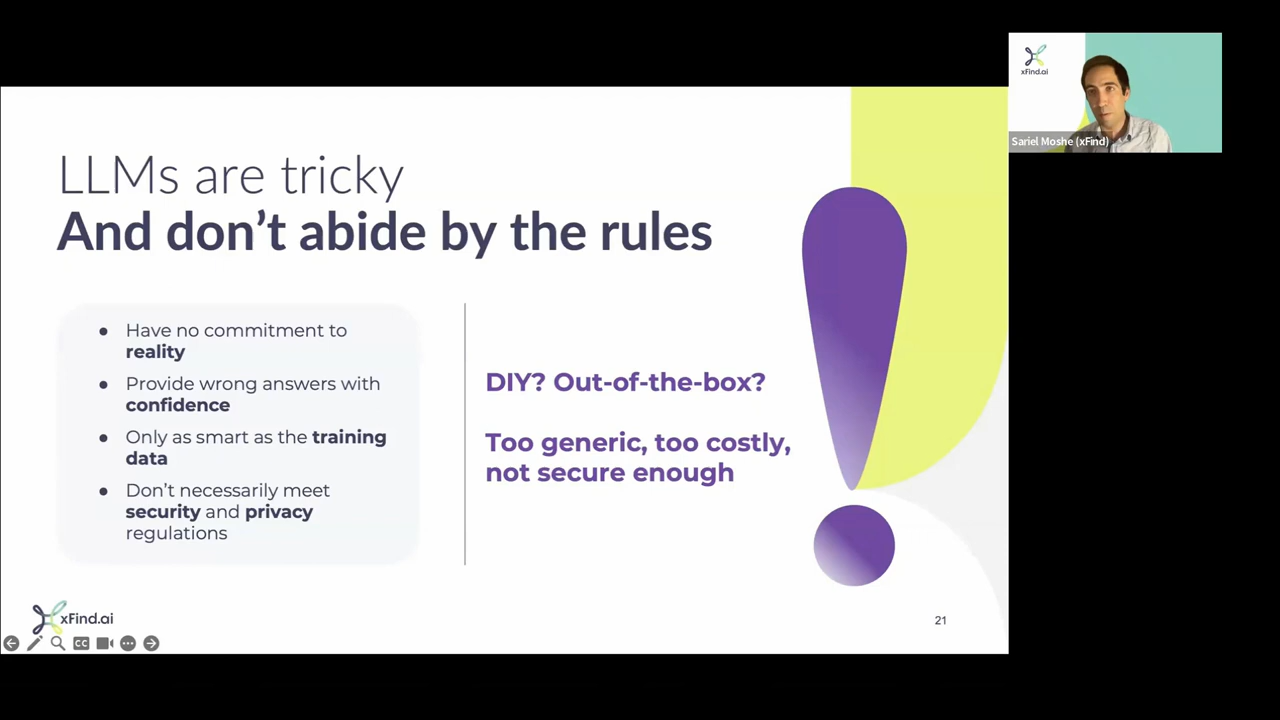 xFind.ai
Sariel Moshe (xFind)
LLMs are tricky
And don’t abide by the rules
● Have no commitment to
reality
● Provide wrong answers with
confidence
● Only as smart as the training
data
● Don’t necessarily meet
security and privacy
regulations
DIY? Out-of-the-box?
Too generic, too costly,
not secure enough
xFind.ai
21
CC